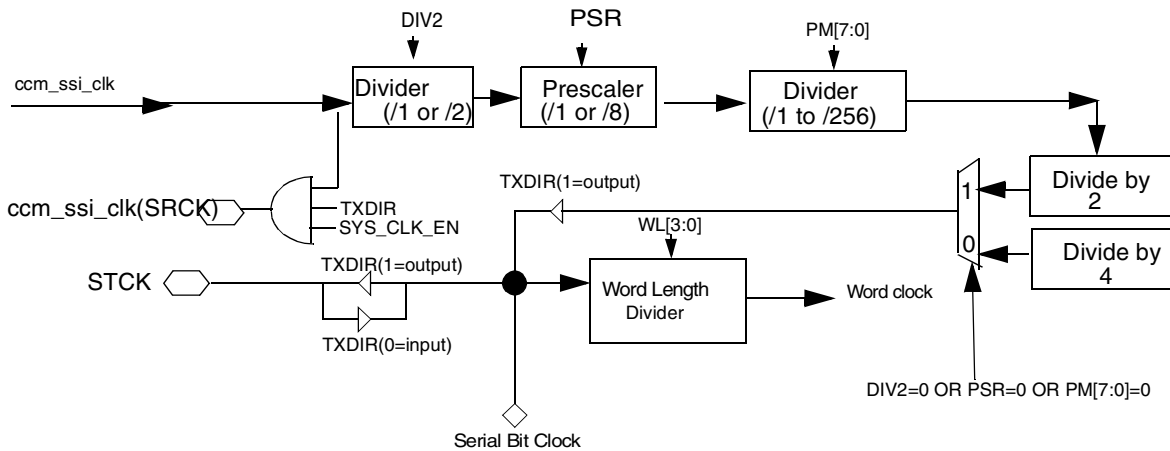 DIV2
PSR
PM[7:0]
ccm_ssi_clk
Divider
(/1 or /2)
Prescaler
(/1 or /8)
Divider
(/1 to /256)
ccm_ssi_clk(SRCK)
TXDIR
SYS_CLK_EN
TXDIR(1=output)
1
0
Divide by
2
Divide by
4
WL[3:0]
STCK
TXDIR(1=output)
TXDIR(0=input)
Word Length
Divider
Word clock
DIV2=0 OR PSR=0 OR PM[7:0]=0
Serial Bit Clock